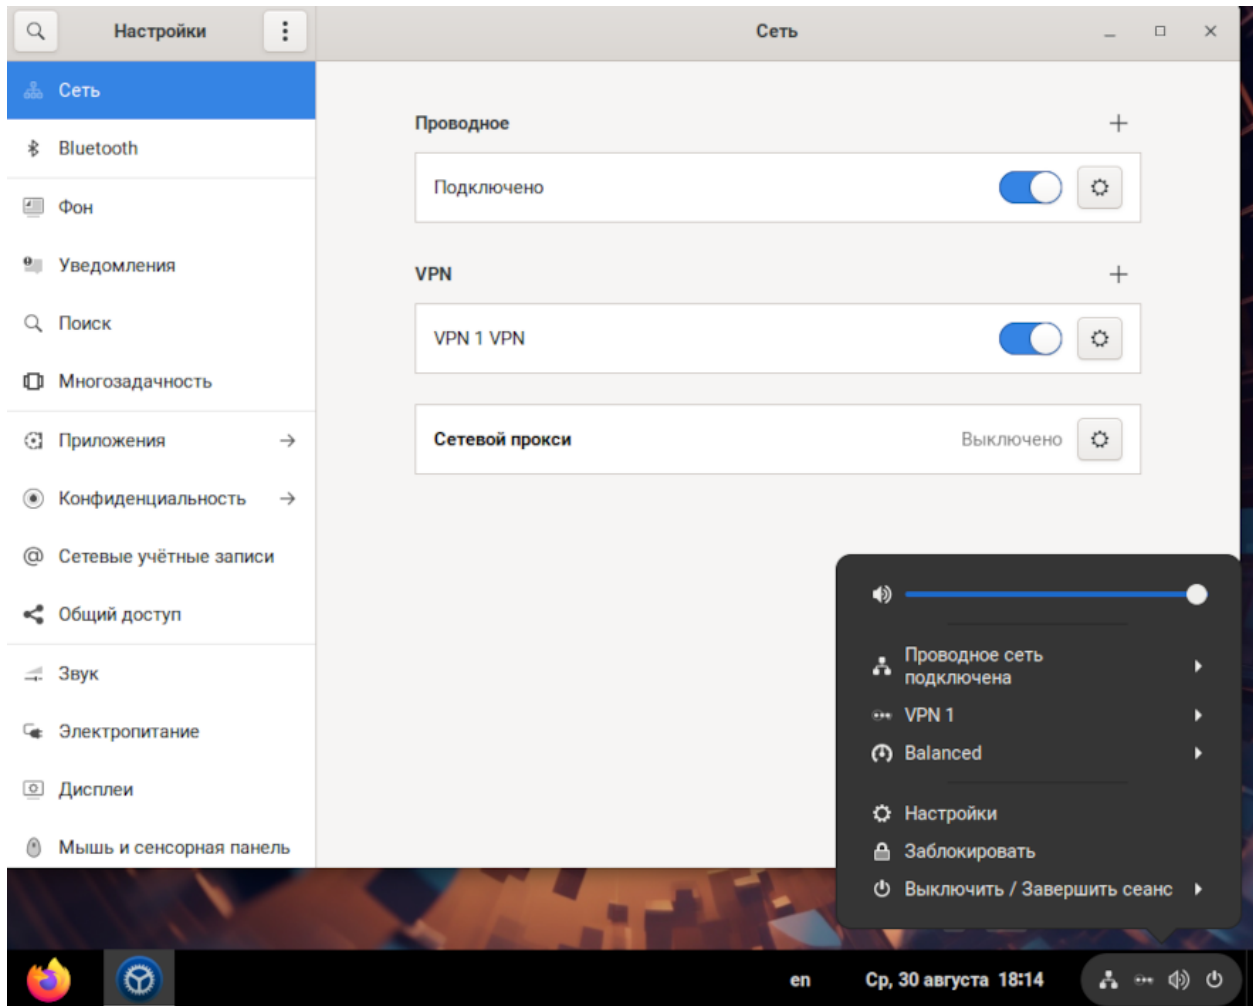 Настройки
Сеть
Сеть
Bluetooth
Фон
Уведомления
Поиск
Многозадачность
Приложения
Конфиденциальность
Сетевые учётные записи
Общий доступ
Звук
Электропитание
Дисплеи
Мышь и сенсорная панель
Проводное
Подключено
VPN
VPN 1 VPN
Сетевой прокси
Выключено
Проводное сеть
подключена
VPN 1
Balanced
Настройки
Заблокировать
Выключить / Завершить сеанс
en
Ср, 30 августа 18:14